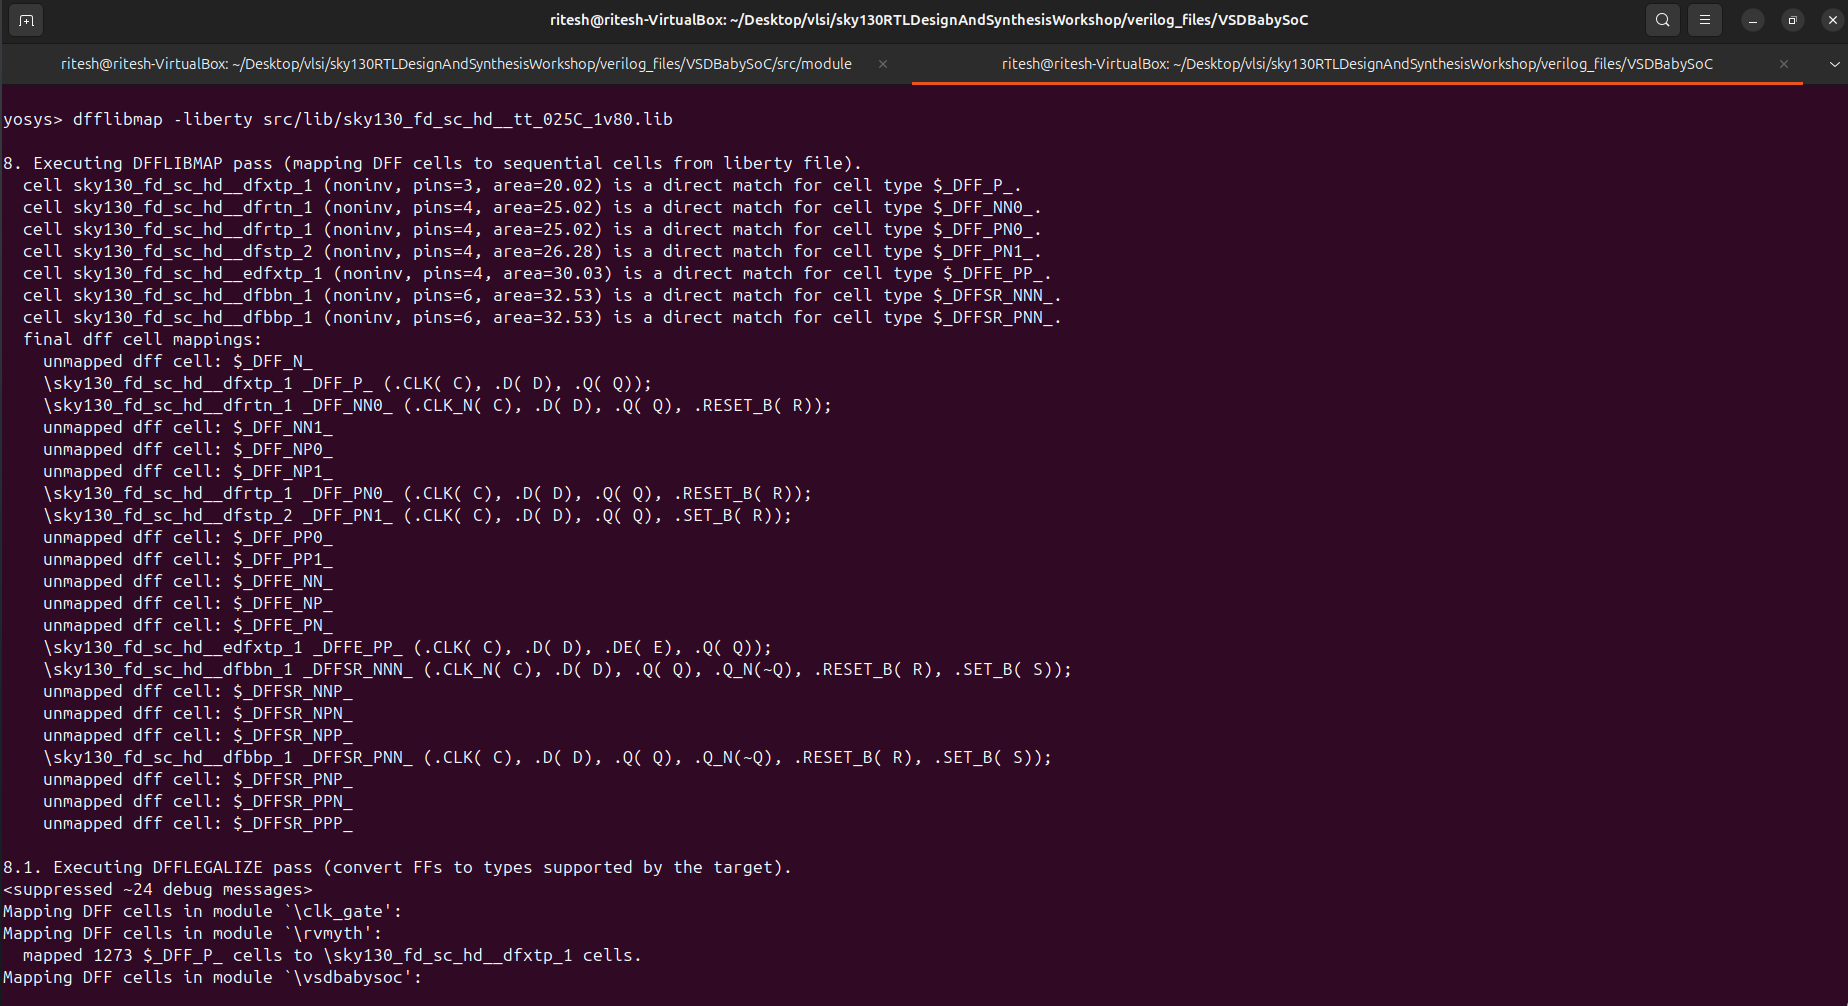 ritesh@ritesh-VirtualBox: ~/Desktop/vlsi/sky130RTLDesignAndSynthesisWorkshop/verilog_files/VSDBabySoC
ritesh@ritesh-VirtualBox: ~/Desktop/vlsi/sky130RTLDesignAndSynthesisWorkshop/verilog_files/VSDBabySoC/src/module
ritesh@ritesh-VirtualBox: ~/Desktop/vlsi/sky130RTLDesignAndSynthesisWorkshop/verilog_files/VSDBabySoC
yosys> dfflibmap -liberty src/lib/sky130_fd_sc_hd__tt_025C_1v80.lib
8. Executing DFFLIBMAP pass (mapping DFF cells to sequential cells from liberty file).
cell sky130_fd_sc_hd__dfxtp_1 (noninv, pins=3, area=20.02) is a direct match for cell type $_DFF_P_.
cell sky130_fd_sc_hd__dfrtn_1 (noninv, pins=4, area=25.02) is a direct match for cell type $_DFF_NN0_.
cell sky130_fd_sc_hd__dfrtp_1 (noninv, pins=4, area=25.02) is a direct match for cell type $_DFF_PN0_.
cell sky130_fd_sc_hd__dfstp_2 (noninv, pins=4, area=26.28) is a direct match for cell type $_DFF_PN1_.
cell sky130_fd_sc_hd__edfxtp_1 (noninv, pins=4, area=30.03) is a direct match for cell type $_DFFE_PP_.
cell sky130_fd_sc_hd__dfbbn_1 (noninv, pins=6, area=32.53) is a direct match for cell type $_DFFSR_NNN_.
cell sky130_fd_sc_hd__dfbbp_1 (noninv, pins=6, area=32.53) is a direct match for cell type $_DFFSR_PNN_.
final dff cell mappings:
unmapped dff cell: $_DFF_N_
\sky130_fd_sc_hd__dfxtp_1 _DFF_P_ (.CLK( C), .D( D), .Q( Q));
\sky130_fd_sc_hd__dfrtn_1 _DFF_NN0_ (.CLK_N( C), .D( D), .Q( Q), .RESET_B( R));
unmapped dff cell: $_DFF_NN1_
unmapped dff cell: $_DFF_NP0_
unmapped dff cell: $_DFF_NP1_
\sky130_fd_sc_hd__dfrtp_1 _DFF_PN0_ (.CLK( C), .D( D), .Q( Q), .RESET_B( R));
\sky130_fd_sc_hd__dfstp_2 _DFF_PN1_ (.CLK( C), .D( D), .Q( Q), .SET_B( R));
unmapped dff cell: $_DFF_PP0_
unmapped dff cell: $_DFF_PP1_
unmapped dff cell: $_DFFE_NN_
unmapped dff cell: $_DFFE_NP_
unmapped dff cell: $_DFFE_PN_
\sky130_fd_sc_hd__edfxtp_1 _DFFE_PP_ (.CLK( C), .D( D), .DE( E), .Q( Q));
\sky130_fd_sc_hd__dfbbn_1 _DFFSR_NNN_ (.CLK_N( C), .D( D), .Q( Q), .Q_N(~Q), .RESET_B( R), .SET_B( S));
unmapped dff cell: $_DFFSR_NNP_
unmapped dff cell: $_DFFSR_NPN_
unmapped dff cell: $_DFFSR_NPP_
\sky130_fd_sc_hd__dfbbp_1 _DFFSR_PNN_ (.CLK( C), .D( D), .Q( Q), .Q_N(~Q), .RESET_B( R), .SET_B( S));
unmapped dff cell: $_DFFSR_PNP_
unmapped dff cell: $_DFFSR_PPN_
unmapped dff cell: $_DFFSR_PPP_
8.1. Executing DFFLEGALIZE pass (convert FFs to types supported by the target).
<suppressed ~24 debug messages>
Mapping DFF cells in module `\clk_gate':
Mapping DFF cells in module `\rvmyth':
mapped 1273 $_DFF_P_ cells to \sky130_fd_sc_hd__dfxtp_1 cells.
Mapping DFF cells in module `\vsdbabysoc':